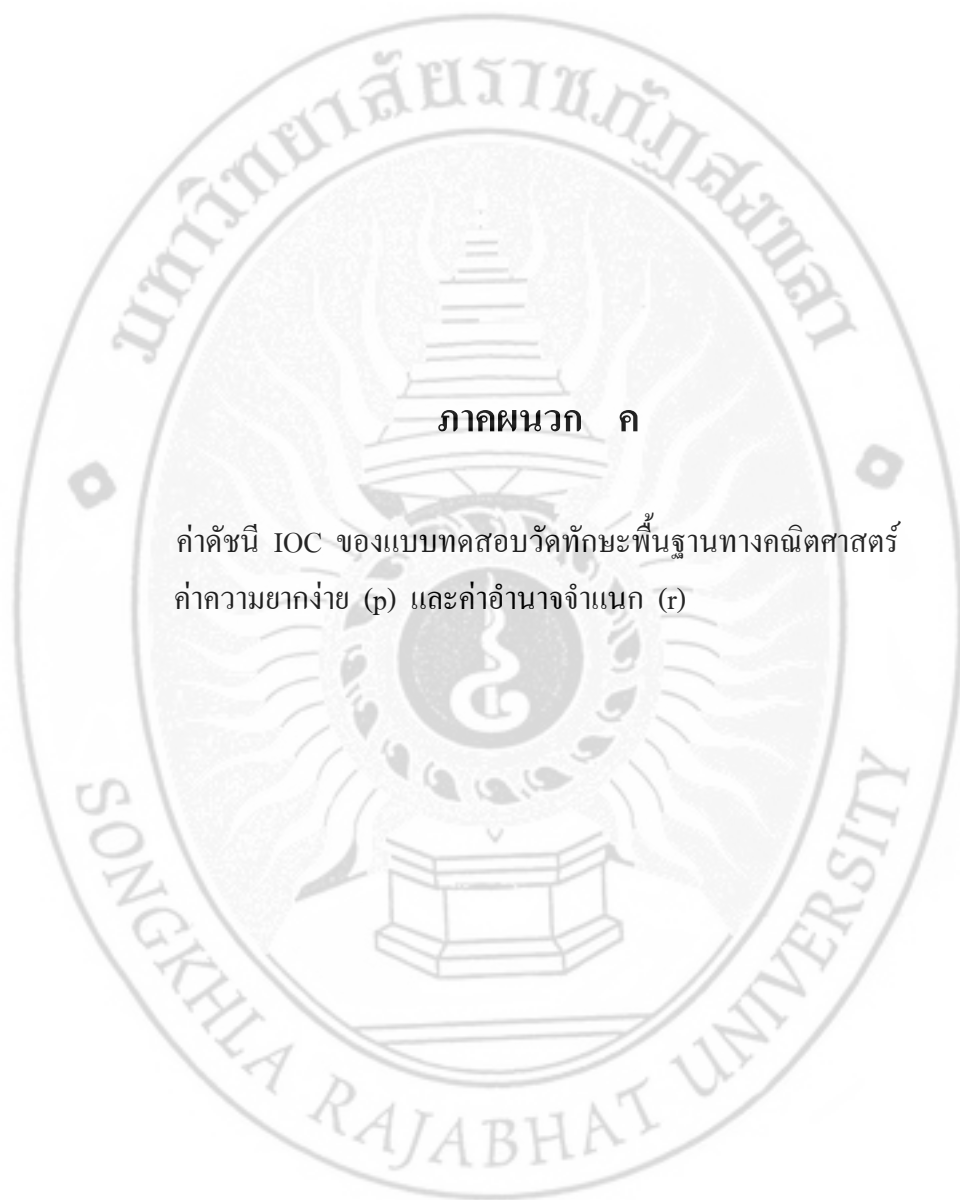 มหาวิทยาลัยราชภัฏสงขลา
ภาคผนวก ค
ค่าดัชนี IOC ของแบบทดสอบวัดทักษะพื้นฐานทางคณิตศาสตร์
ค่าความยากง่าย (p) และค่าอำนาจจำแนก (r)
SONGKHLA RAJABHAT UNIVERSITY